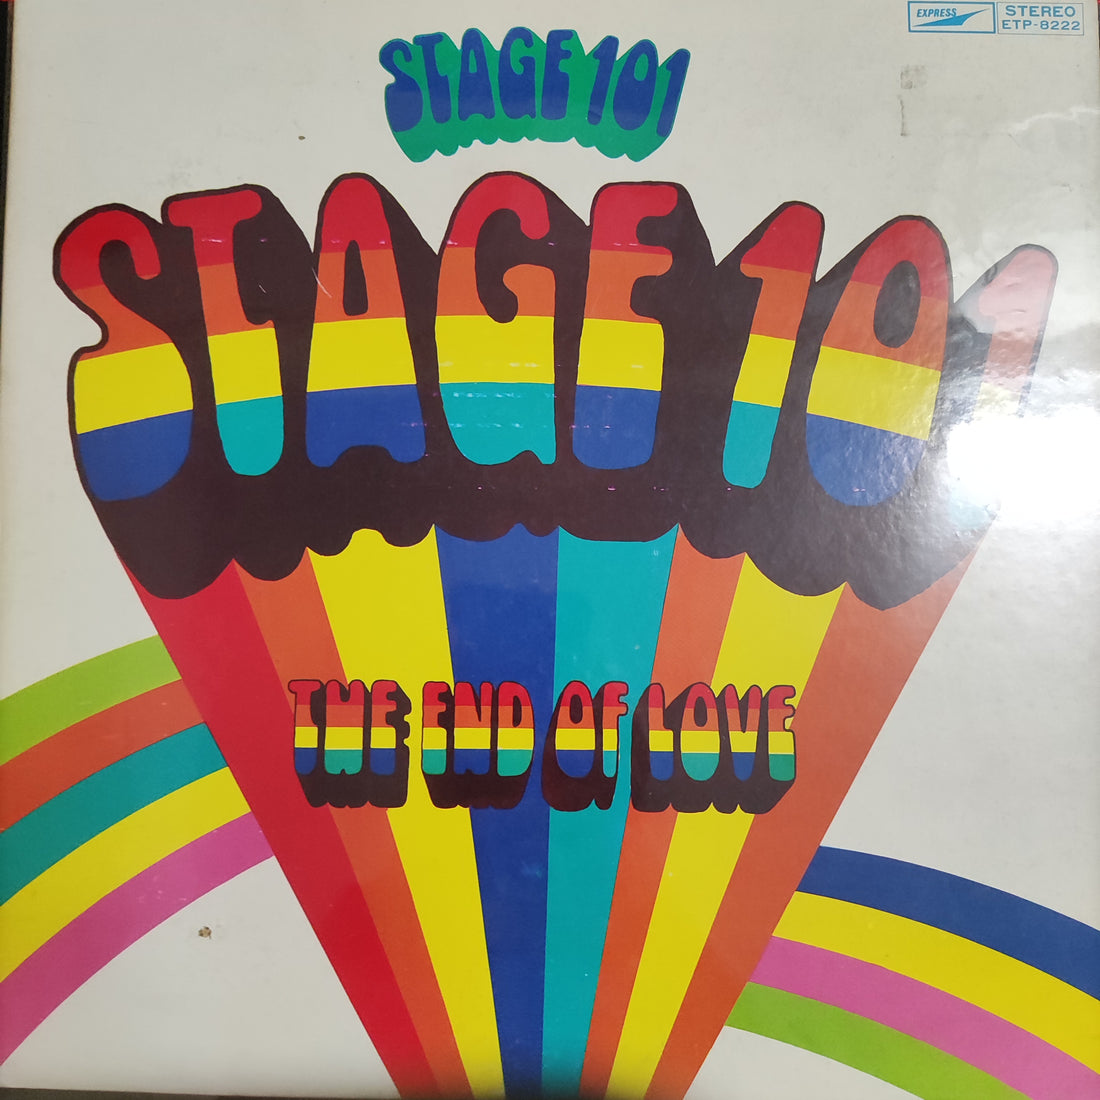 EXPRESS
STEREO
ETP-8222
STAGE 101
STAGE 101
THE END OF LOVE